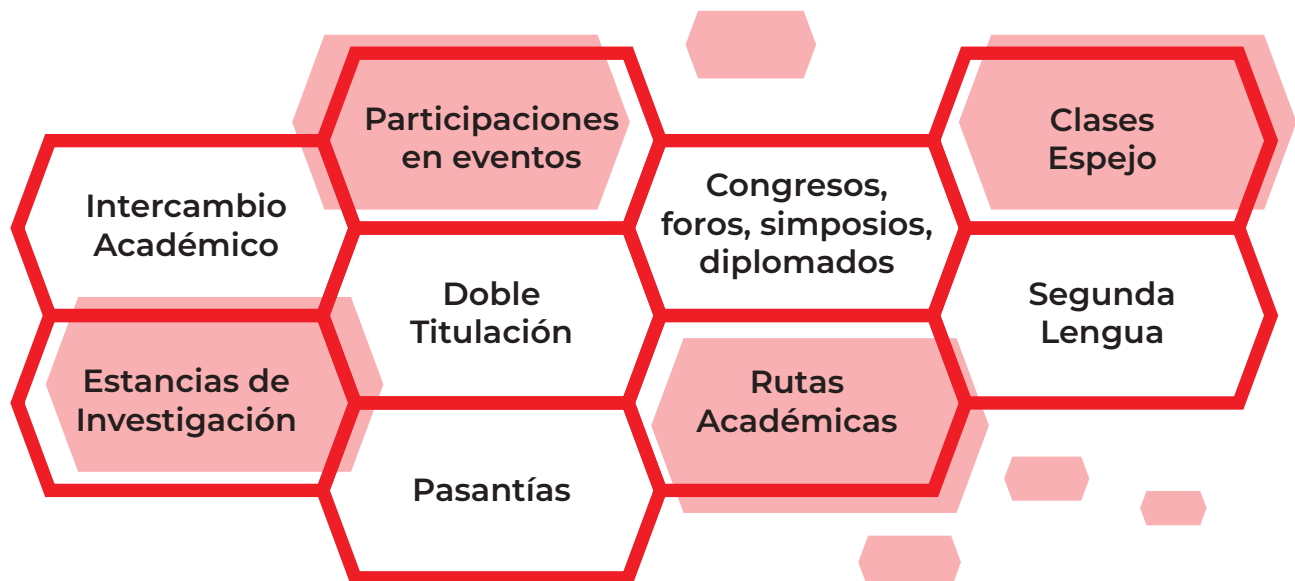 Participaciones
en eventos
Clases
Espejo
Intercambio
Académico
Congresos,
foros, simposios,
diplomados
Doble
Titulación
Segunda
Lengua
Estancias de
Investigación
Rutas
Académicas
Pasantías